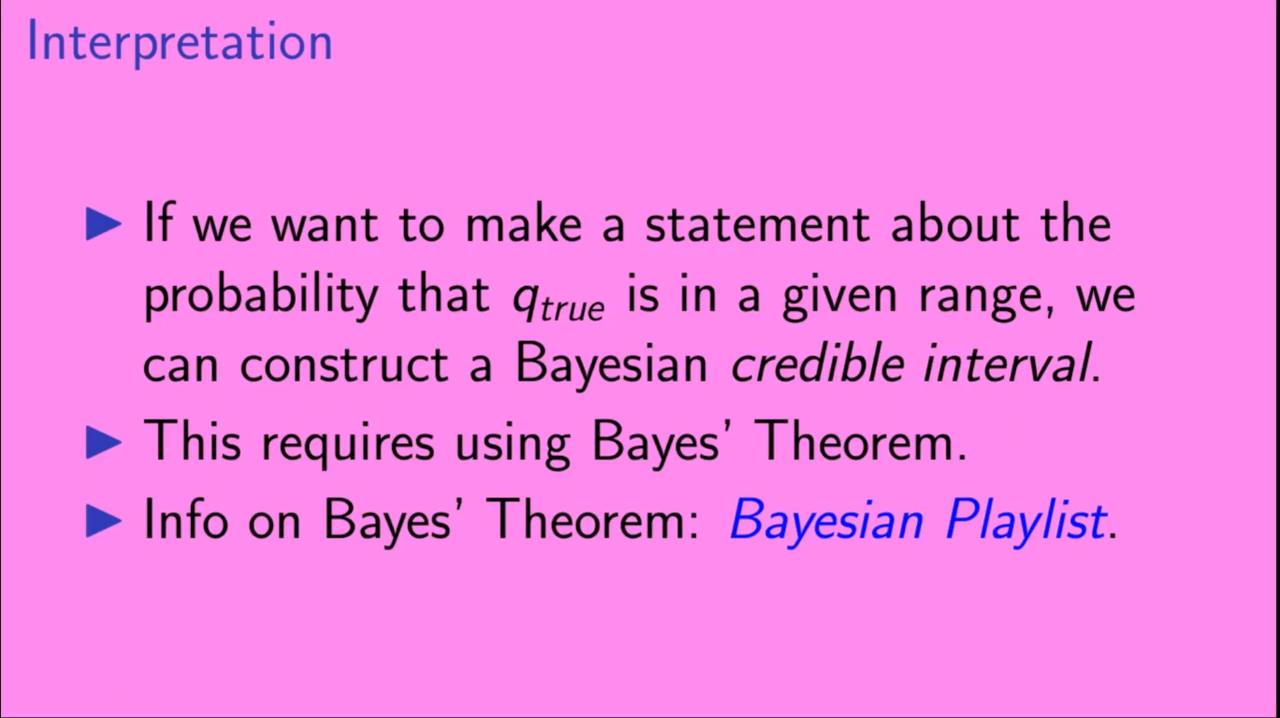 Interpretation
▶ If we want to make a statement about the
probability that q_true is in a given range, we
can construct a Bayesian credible interval.
▶ This requires using Bayes’ Theorem.
▶ Info on Bayes’ Theorem: Bayesian Playlist.